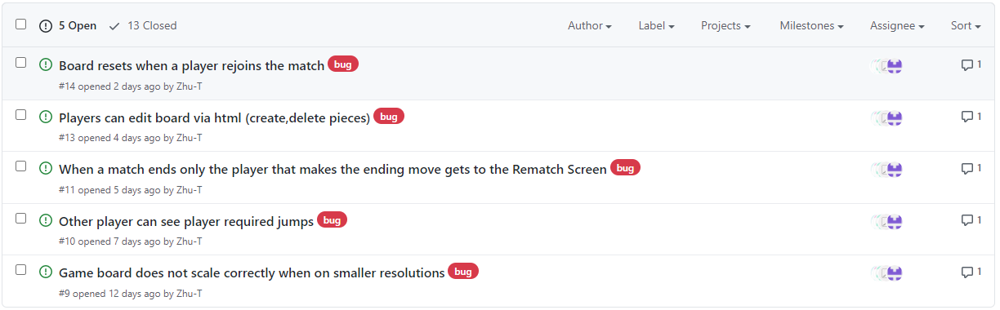 5 Open 13 Closed Author Label Projects Milestones Assignee Sort
Board resets when a player rejoins the match bug 1
#14 opened 2 days ago by Zhu-T
Players can edit board via html (create,delete pieces) bug 1
#13 opened 4 days ago by Zhu-T
When a match ends only the player that makes the ending move gets to the Rematch Screen bug 1
#11 opened 5 days ago by Zhu-T
Other player can see player required jumps bug 1
#10 opened 7 days ago by Zhu-T
Game board does not scale correctly when on smaller resolutions bug 1
#9 opened 12 days ago by Zhu-T